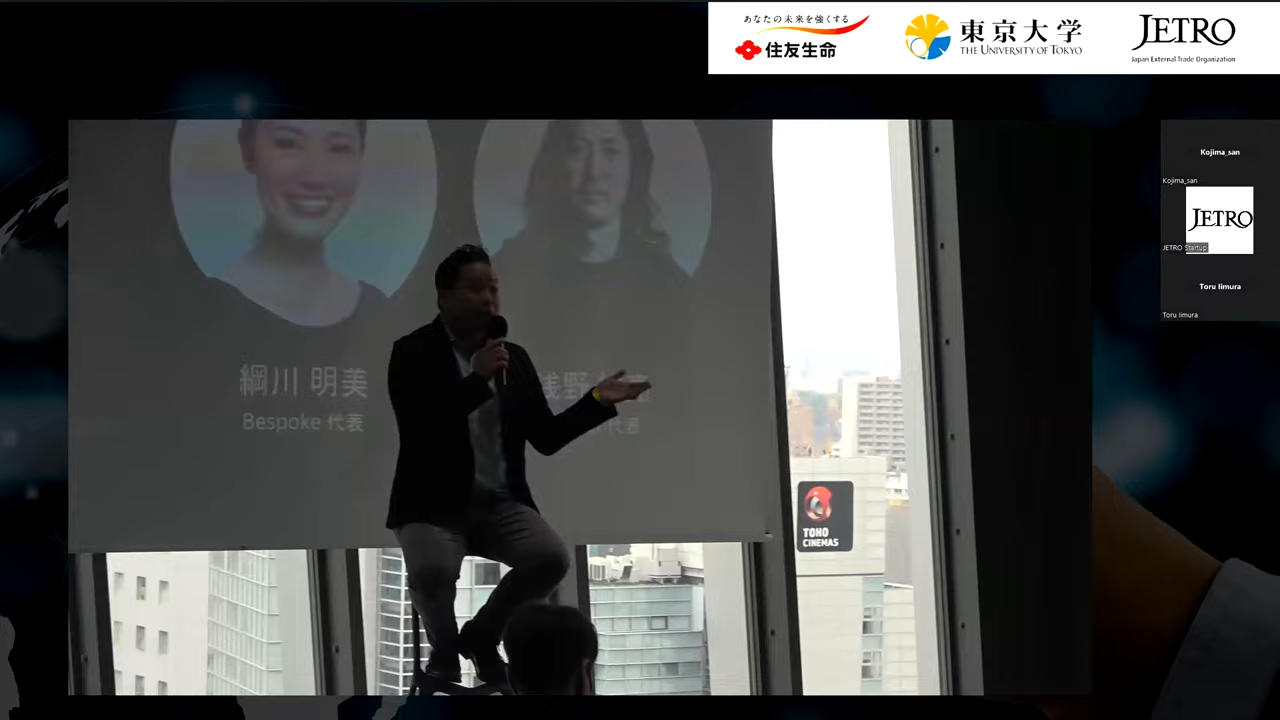 あなたの未来を強くする
住友生命
東京大学
THE UNIVERSITY OF TOKYO
JETRO
Japan External Trade Organization
Kojima_san
Kojima_san
JETRO
JETRO Startup
Toru Iimura
Toru Iimura
綱川 明美
Bespoke 代表
浅野
代表
TOHO
CINEMAS